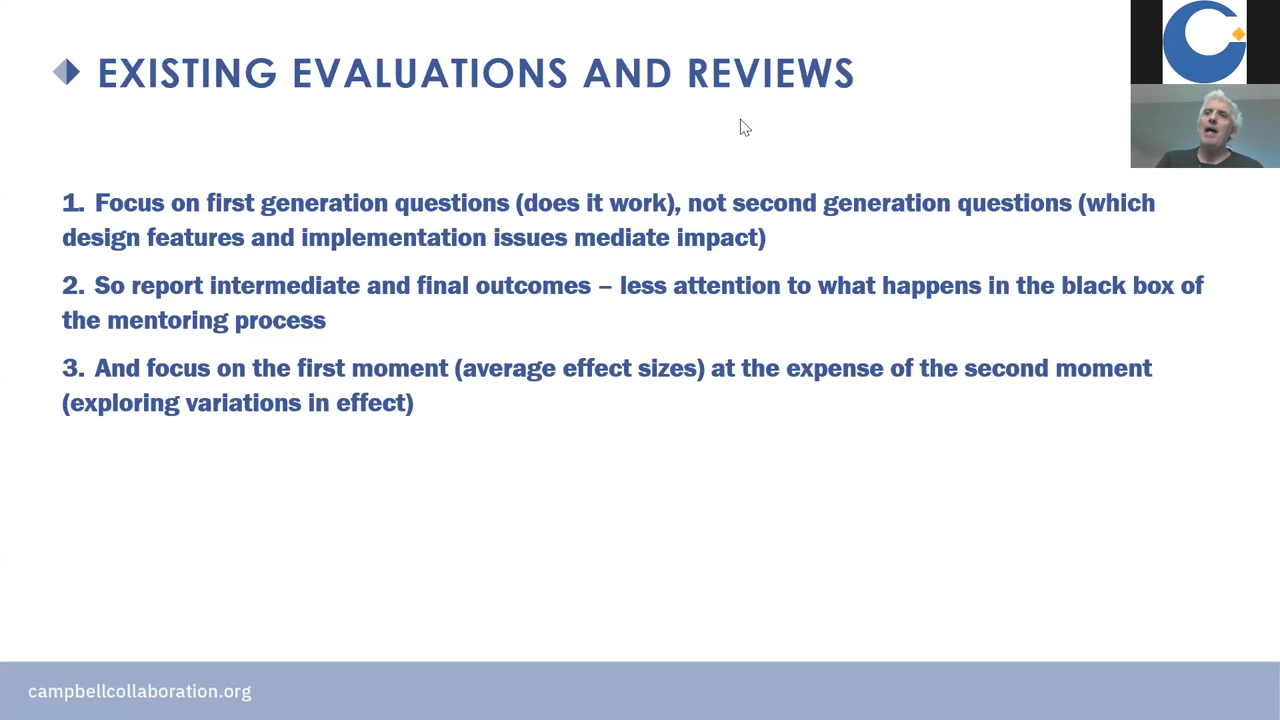 EXISTING EVALUATIONS AND REVIEWS
1. Focus on first generation questions (does it work), not second generation questions (which
design features and implementation issues mediate impact)
2. So report intermediate and final outcomes – less attention to what happens in the black box of
the mentoring process
3. And focus on the first moment (average effect sizes) at the expense of the second moment
(exploring variations in effect)
campbellcollaboration.org